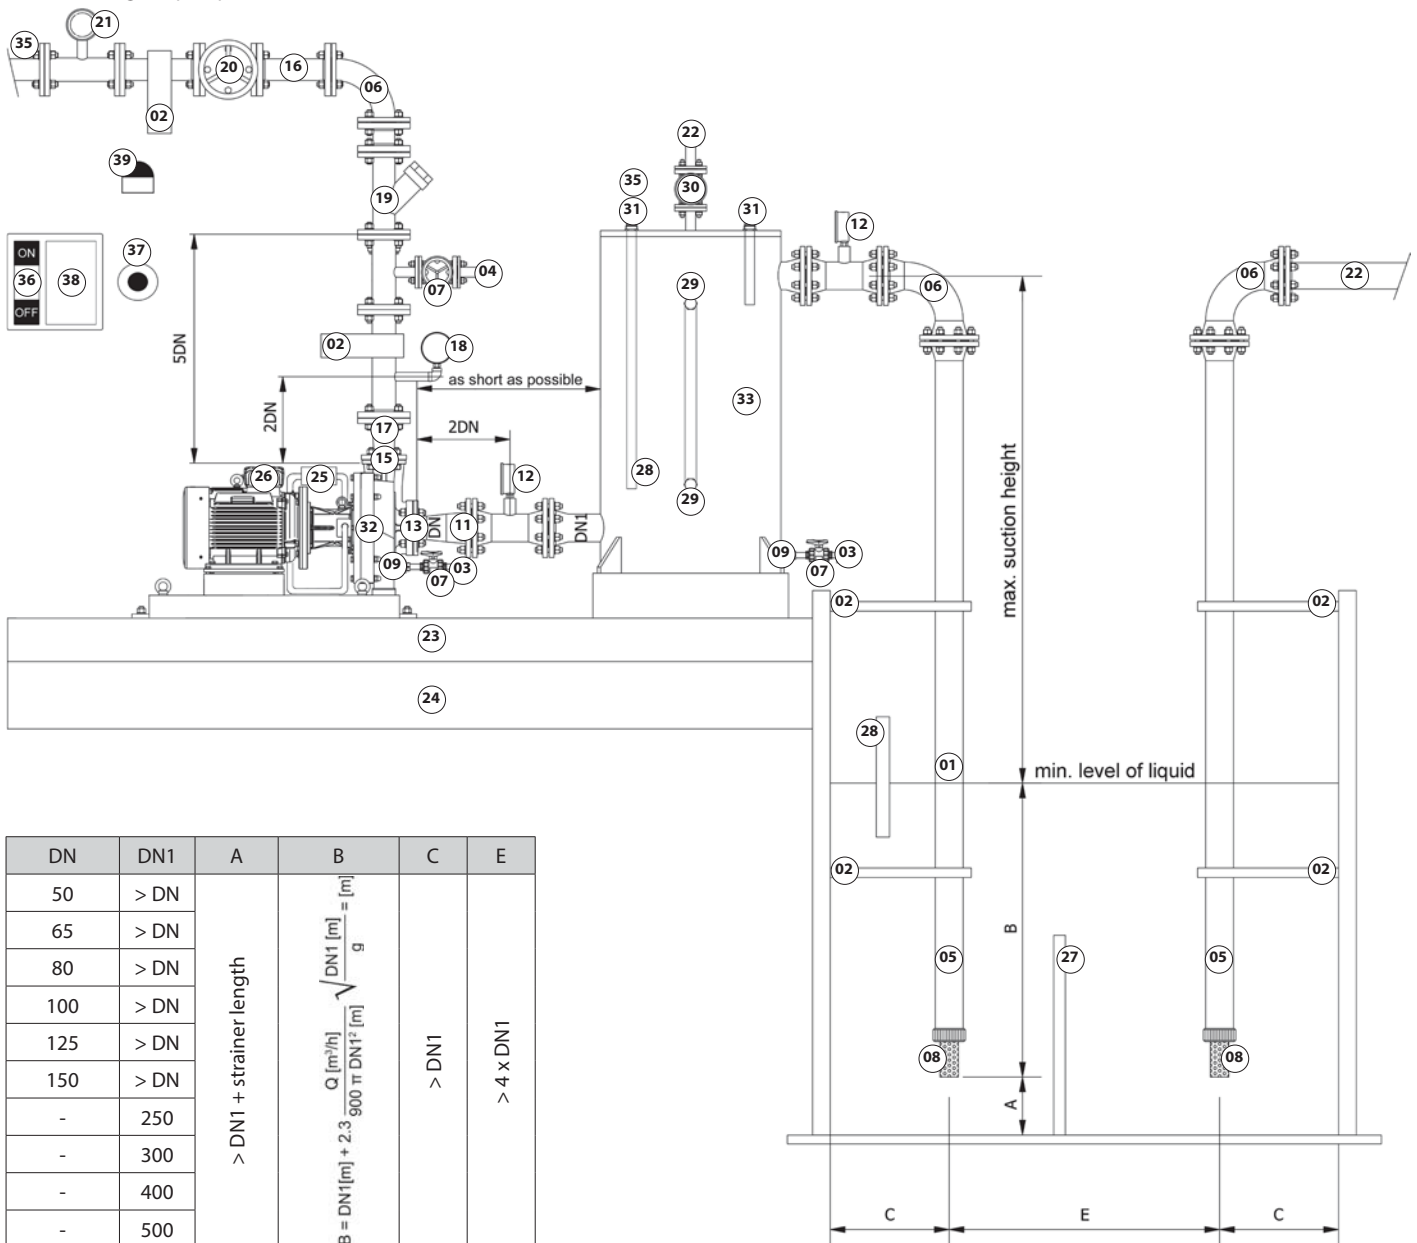 21
35
20
16
06
02
39
22
35
30
31
31
12
19
37
ON
36
38
OFF
04
07
29
06
06
22
5DN
02
18
as short as possible
33
2DN
17
2DN
max. suction height
15
26
25
12
28
29
32
13
DN
11
DN1
09
07
03
09
07
03
02
02
23
24
28
01
min. level of liquid
02
02
B
05
27
05
08
08
A
C
E
C
DN DN1 A B C E
50 > DN
65 > DN
80 > DN
100 > DN
125 > DN
150 > DN
- 250
- 300
- 400
- 500
> DN1 + strainer length
B = DN1[m] + 2.3 Q [m³/h] / 900 π DN1² [m] √ DN1 [m] / g = [m]
> DN1
> 4 x DN1